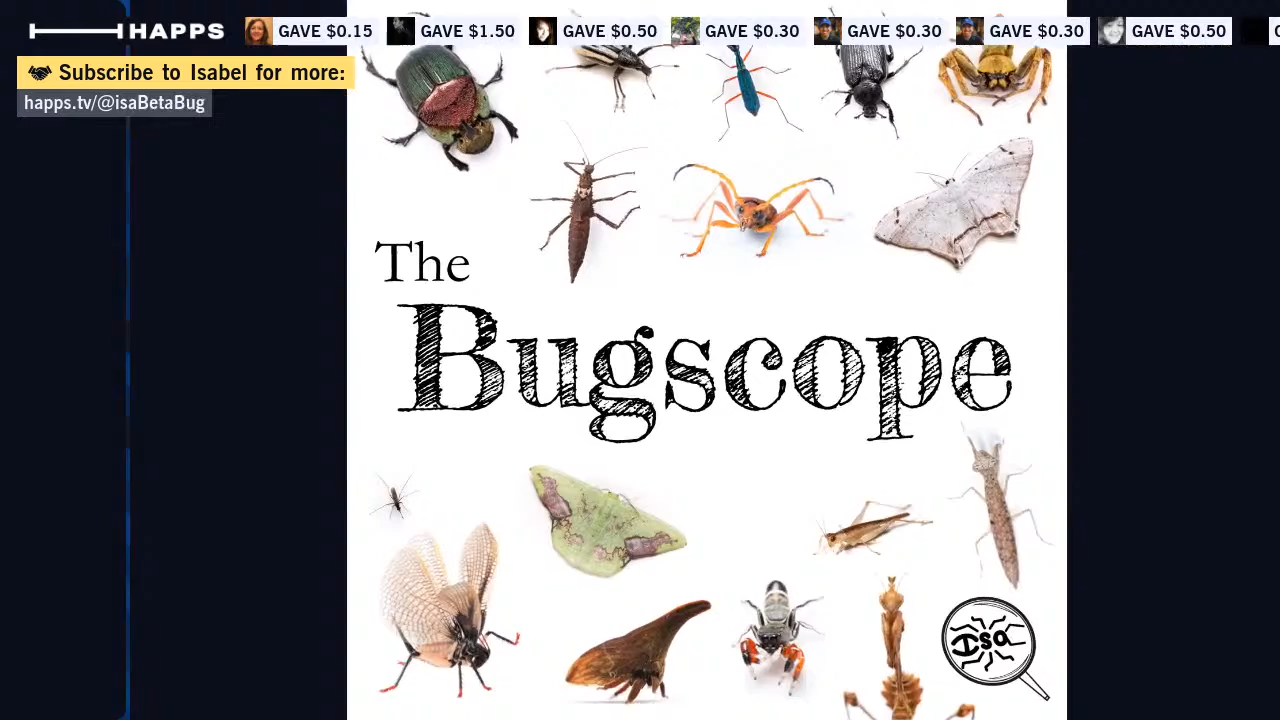 HAPPS GAVE $0.15 GAVE $1.50 GAVE $0.50 GAVE $0.30 GAVE $0.30 GAVE $0.30 GAVE $0.50
Subscribe to Isabel for more:
happs.tv/@isaBetaBug
The
Bugscope
Isa